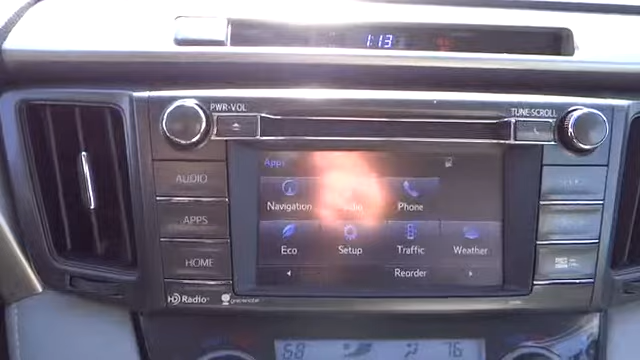 1:13
PWR·VOL
TUNE·SCROLL
Apps
AUDIO
Navigation
Phone
APPS
Eco
Setup
Traffic
Weather
HOME
Reorder
HD Radio
68
76